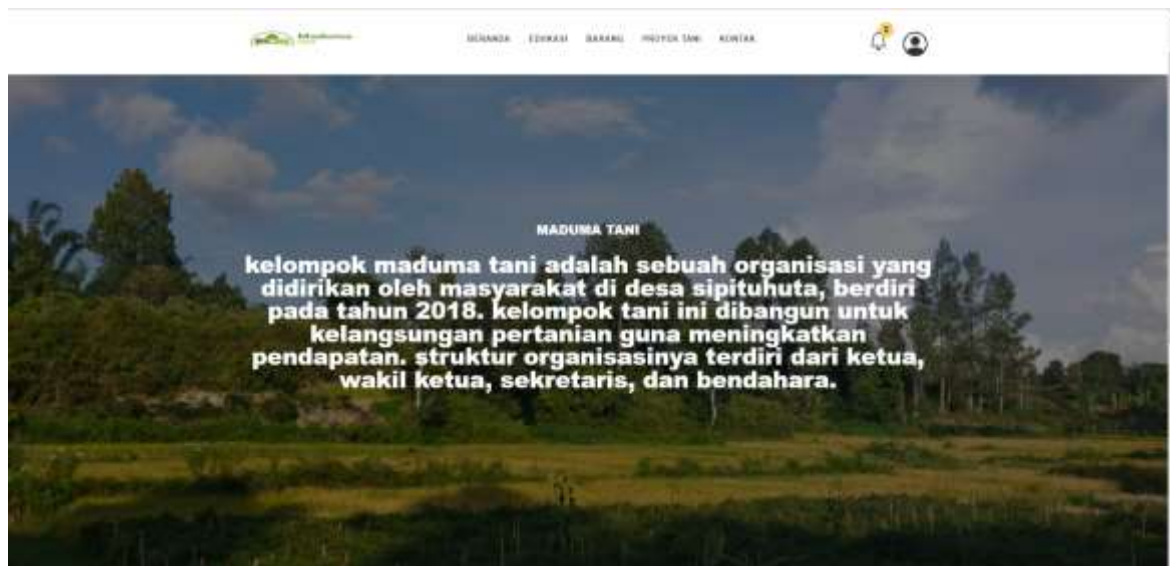 BERANDA EDUKASI BARANG PROYEK TANI KONTAK
MADUMA TANI
kelompok maduma tani adalah sebuah organisasi yang
didirikan oleh masyarakat di desa sipituhuta, berdiri
pada tahun 2018. kelompok tani ini dibangun untuk
kelangsungan pertanian guna meningkatkan
pendapatan. struktur organisasinya terdiri dari ketua,
wakil ketua, sekretaris, dan bendahara.